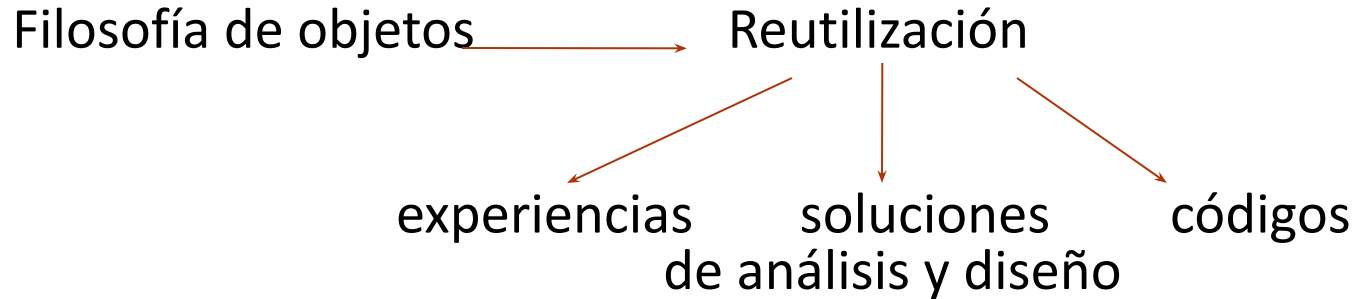 Filosofía de objetos
Reutilización
experiencias
soluciones
de análisis y diseño
códigos